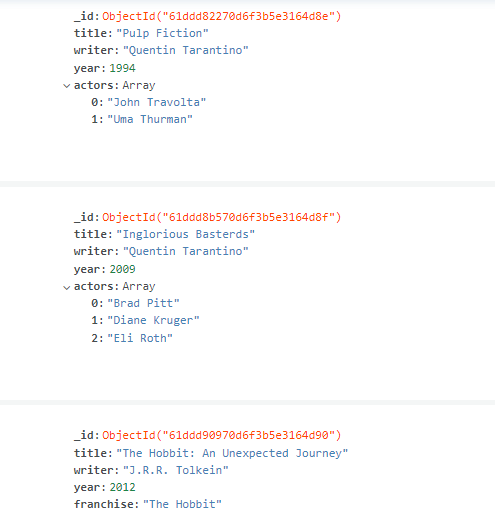 _id: ObjectId("61ddd82270d6f3b5e3164d8e")
title: "Pulp Fiction"
writer: "Quentin Tarantino"
year: 1994
actors: Array
0: "John Travolta"
1: "Uma Thurman"
_id: ObjectId("61ddd8b570d6f3b5e3164d8f")
title: "Inglorious Basterds"
writer: "Quentin Tarantino"
year: 2009
actors: Array
0: "Brad Pitt"
1: "Diane Kruger"
2: "Eli Roth"
_id: ObjectId("61ddd90970d6f3b5e3164d90")
title: "The Hobbit: An Unexpected Journey"
writer: "J.R.R. Tolkein"
year: 2012
franchise: "The Hobbit"